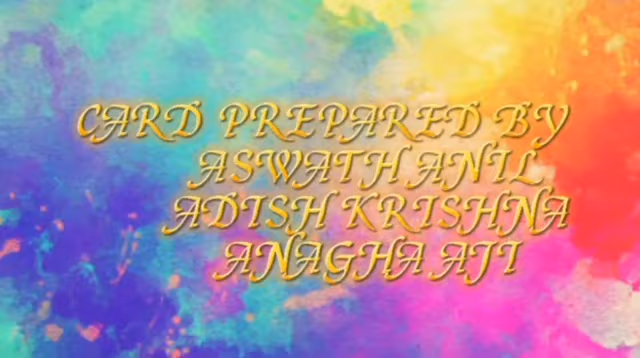 CARD PREPARED BY
ASWATH ANIL
ADISH KRISHNA
ANAGHA AJI